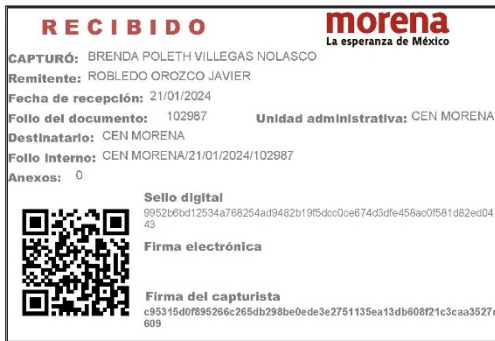 RECIBIDO
morena
La esperanza de México
CAPTURÓ: BRENDA POLETH VILLEGAS NOLASCO
Remitente: ROBLEDO OROZCO JAVIER
Fecha de recepción: 21/01/2024
Folio del documento: 102987 Unidad administrativa: CEN MORENA
Destinatario: CEN MORENA
Folio Interno: CEN MORENA/21/01/2024/102987
Anexos: 0
Sello digital
9952b6bd12534a768254ad9482b19f5dcc0ce674d3dfe458ac0f581d82ed04
43
Firma electrónica
Firma del capturista
c95315d0f895266c265db298be0ede3e2751135ea13db608f21c3caa3527
609